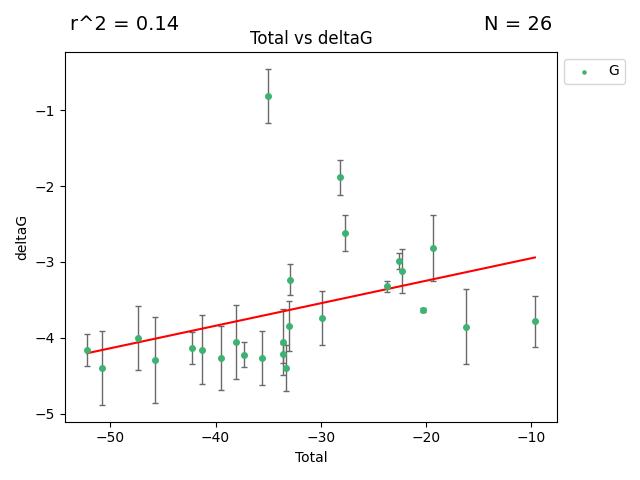 r^2 = 0.14
N = 26
Total vs deltaG
G
−1
−2
−3
−4
−5
deltaG
−50
−40
−30
−20
−10
Total